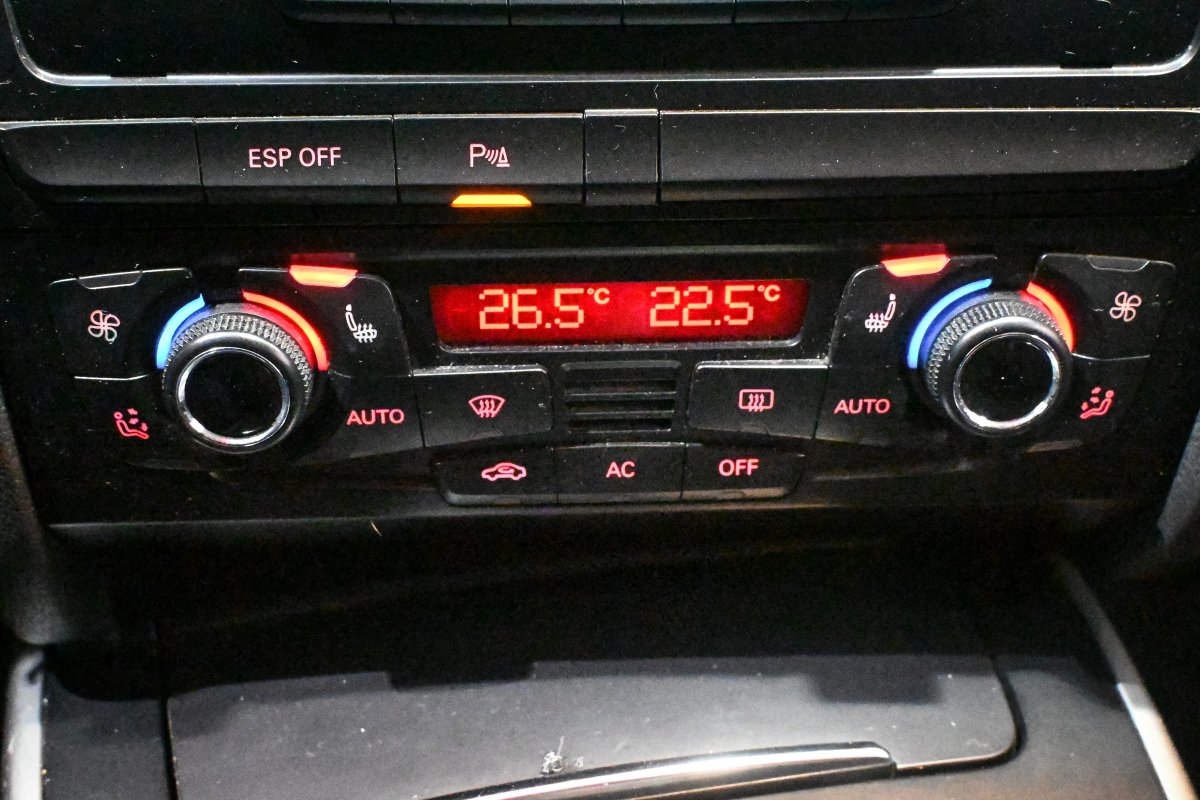 ESP OFF
P
26.5°C 22.5°C
AUTO
AUTO
AC
OFF